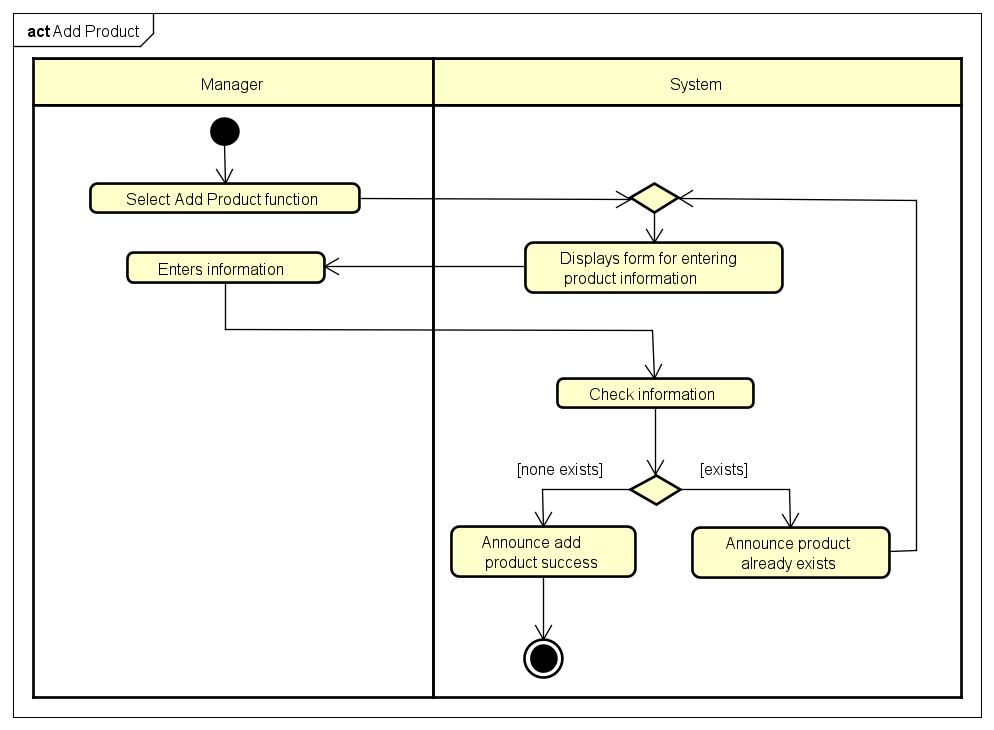 act Add Product
Manager
System
Select Add Product function
Displays form for entering
product information
Enters information
Check information
[none exists]
[exists]
Announce add
product success
Announce product
already exists